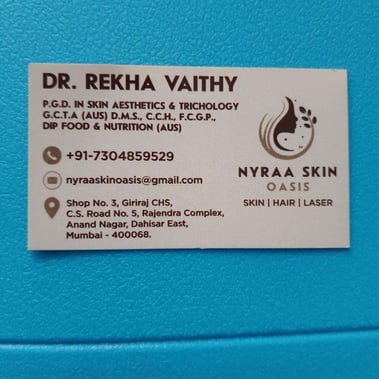 DR. REKHA VAITHY
P.G.D. IN SKIN AESTHETICS & TRICHOLOGY
G.C.T.A (AUS) D.M.S., C.C.H., F.C.G.P.,
DIP FOOD & NUTRITION (AUS)
+91-7304859529
nyraaskinoasis@gmail.com
Shop No. 3, Giriraj CHS,
C.S. Road No. 5, Rajendra Complex,
Anand Nagar, Dahisar East,
Mumbai - 400068.
NYRAA SKIN
OASIS
SKIN | HAIR | LASER